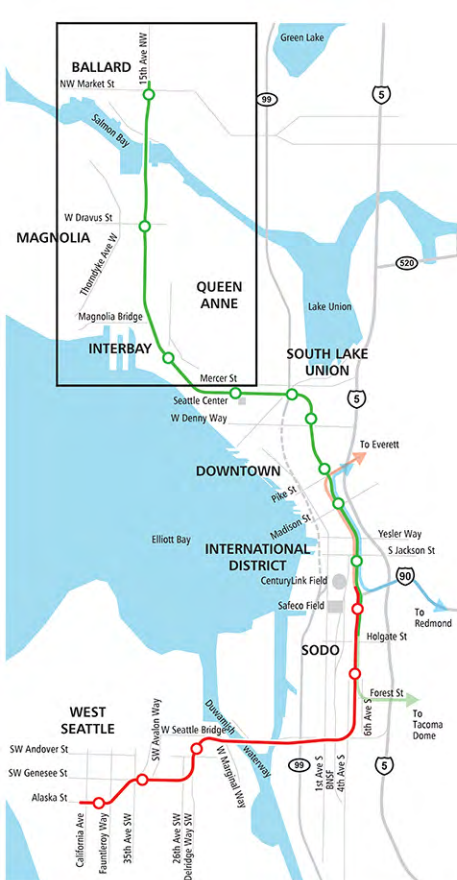 Green Lake
15th Ave NW
BALLARD
NW Market St
99
5
Salmon Bay
W Dravus St
MAGNOLIA
Thorndyke Ave W
520
QUEEN
ANNE
Lake Union
Magnolia Bridge
INTERBAY
SOUTH LAKE
UNION
Mercer St
Seattle Center
5
W Denny Way
To Everett
DOWNTOWN
Pike St
Madison St
Elliott Bay
Yesler Way
INTERNATIONAL
DISTRICT
S Jackson St
CenturyLink Field
90
Safeco Field
To
Redmond
Holgate St
SODO
Forest St
To
Tacoma
Dome
WEST
SEATTLE
SW Avalon Way
Duwamish
waterway
W Seattle Bridge
6th Ave S
SW Andover St
W Marginal Way
99
1st Ave S
BNSF
4th Ave S
5
SW Genesee St
Alaska St
California Ave
Fauntleroy Way
35th Ave SW
26th Ave SW
Delridge Way SW